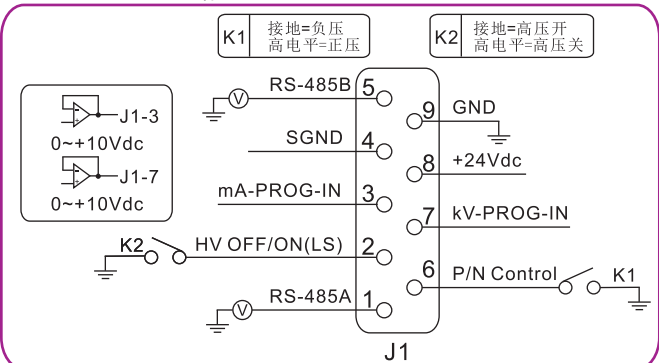 K1
接地=负压
高电平=正压
K2
接地=高压开
高电平=高压关
J1-3
0~+10Vdc
J1-7
0~+10Vdc
RS-485B
V
5
SGND
4
mA-PROG-IN
3
K2
HV OFF/ON(LS)
2
RS-485A
V
1
9
GND
8
+24Vdc
7
kV-PROG-IN
6
P/N Control
K1
J1